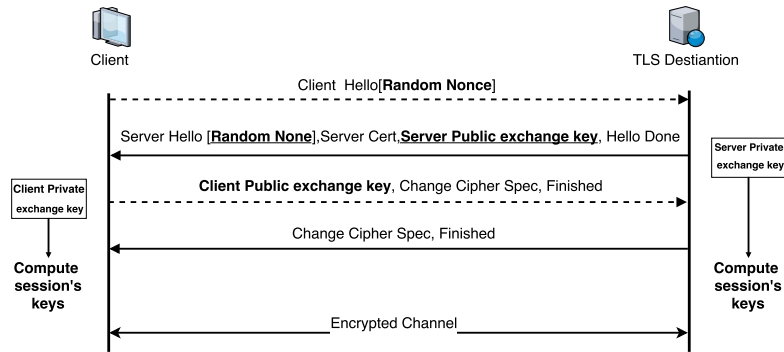 Client
TLS Destiantion
Client Hello[Random Nonce]
Server Hello [Random None],Server Cert,Server Public exchange key, Hello Done
Server Private
exchange key
Client Private
exchange key
Client Public exchange key, Change Cipher Spec, Finished
Change Cipher Spec, Finished
Compute
session's
keys
Compute
session's
keys
Encrypted Channel